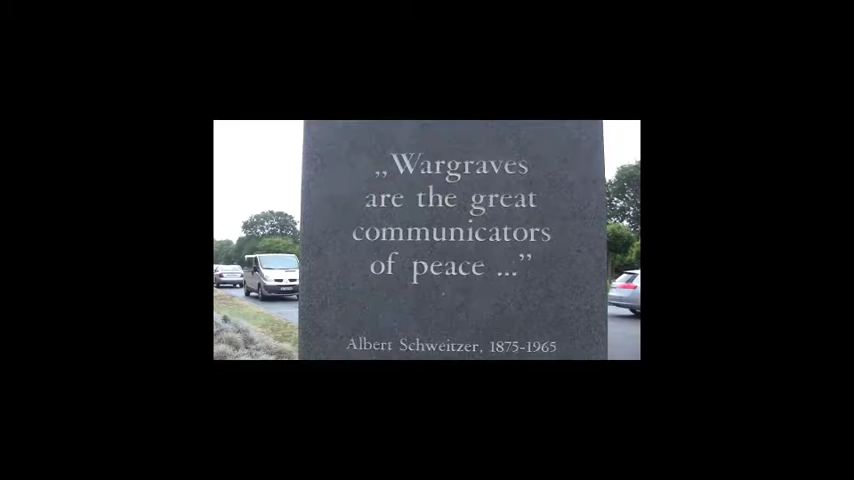 „Wargraves
are the great
communicators
of peace ...”
Albert Schweitzer, 1875-1965